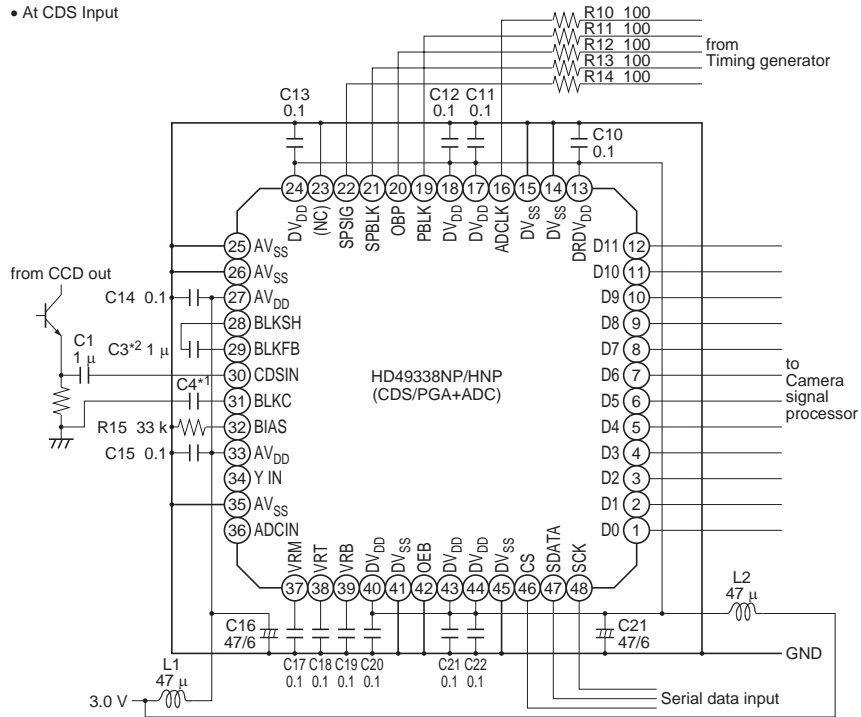 • At CDS Input
R10 100
R11 100
R12 100
R13 100
R14 100
from
Timing generator
C13
0.1
C12
0.1
C11
0.1
C10
0.1
24
23
22
21
20
19
18
17
16
15
14
13
DVDD
(NC)
SPSIG
SPBLK
OBP
PBLK
DVDD
DVDD
ADCLK
DVSS
DVSS
DRDVDD
25 AVSS
26 AVSS
27 AVDD
28 BLKSH
29 BLKFB
30 CDSIN
31 BLKC
32 BIAS
33 AVDD
34 Y IN
35 AVSS
36 ADCIN
from CCD out
C14 0.1
C1
1 μ
C3*2 1 μ
C4*1
R15 33 k
C15 0.1
HD49338NP/HNP
(CDS/PGA+ADC)
D11 12
D10 11
D9 10
D8 9
D7 8
D6 7
D5 6
D4 5
D3 4
D2 3
D1 2
D0 1
to
Camera
signal
processor
VRM
VRT
VRB
DVDD
DVSS
OEB
DVDD
DVDD
DVSS
CS
SDATA
SCK
37
38
39
40
41
42
43
44
45
46
47
48
C16
47/6
C17
0.1
C18
0.1
C19
0.1
C20
0.1
C21
0.1
C22
0.1
C21
47/6
L2
47 μ
GND
L1
47 μ
3.0 V
Serial data input